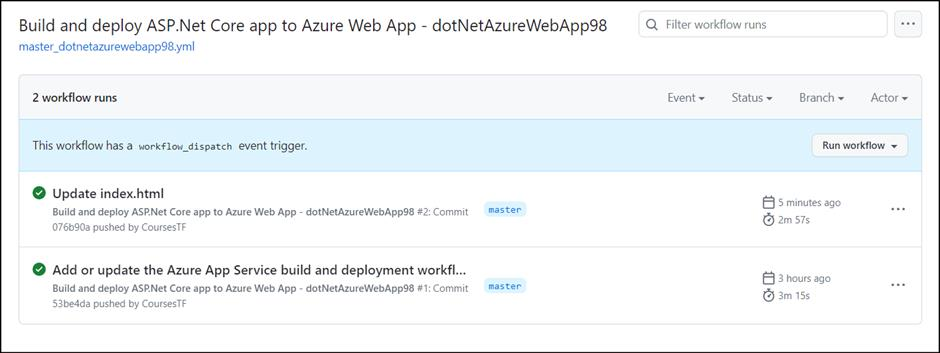 Build and deploy ASP.Net Core app to Azure Web App - dotNetAzureWebApp98
Filter workflow runs
master_dotnetazurewebapp98.yml
2 workflow runs
Event
Status
Branch
Actor
This workflow has a workflow_dispatch event trigger.
Run workflow
Update index.html
Build and deploy ASP.Net Core app to Azure Web App - dotNetAzureWebApp98 #2: Commit
076b90a pushed by CoursesTF
master
5 minutes ago
2m 57s
Add or update the Azure App Service build and deployment workfl...
Build and deploy ASP.Net Core app to Azure Web App - dotNetAzureWebApp98 #1: Commit
53be4da pushed by CoursesTF
master
3 hours ago
3m 15s